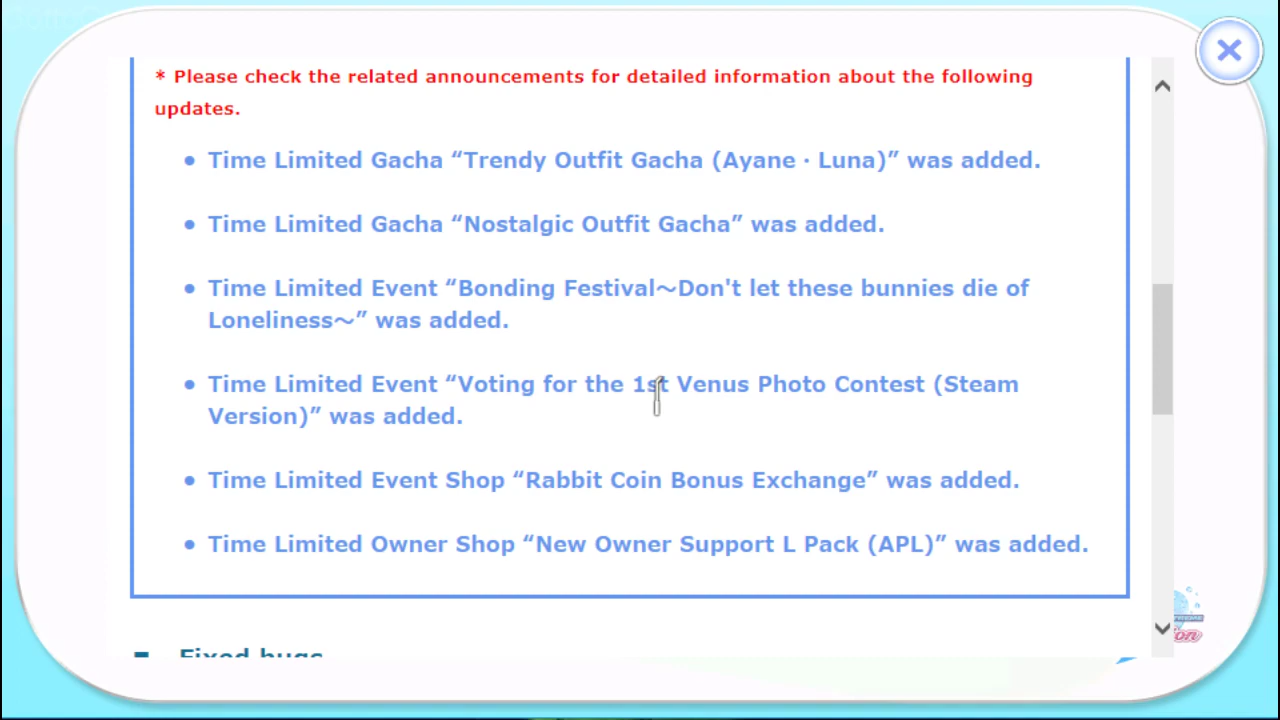 * Please check the related announcements for detailed information about the following
updates.
● Time Limited Gacha “Trendy Outfit Gacha (Ayane · Luna)” was added.
● Time Limited Gacha “Nostalgic Outfit Gacha” was added.
● Time Limited Event “Bonding Festival～Don't let these bunnies die of
Loneliness～” was added.
● Time Limited Event “Voting for the 1st Venus Photo Contest (Steam
Version)” was added.
● Time Limited Event Shop “Rabbit Coin Bonus Exchange” was added.
● Time Limited Owner Shop “New Owner Support L Pack (APL)” was added.
■ Fixed bugs